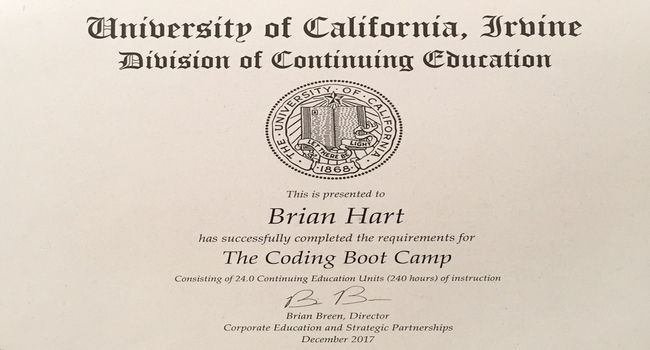 University of California, Irvine
Division of Continuing Education
THE · UNIVERSITY · OF · CALIFORNIA
LET THERE BE LIGHT
· 1868 ·
This is presented to
Brian Hart
has successfully completed the requirements for
The Coding Boot Camp
Consisting of 24.0 Continuing Education Units (240 hours) of instruction
Brian Breen, Director
Corporate Education and Strategic Partnerships
December 2017